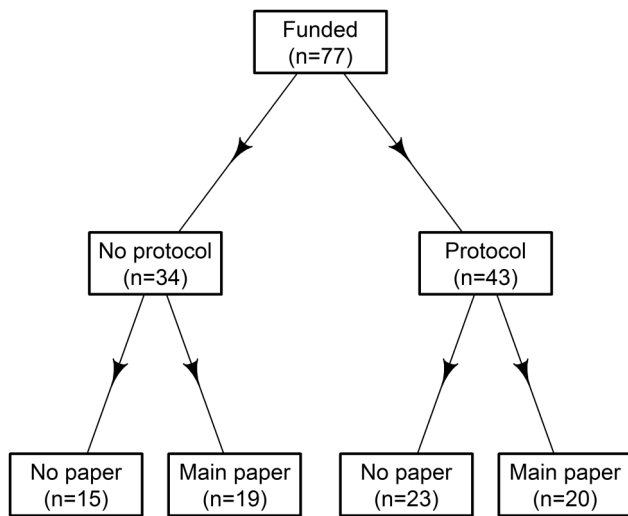 Funded
(n=77)
No protocol
(n=34)
Protocol
(n=43)
No paper
(n=15)
Main paper
(n=19)
No paper
(n=23)
Main paper
(n=20)